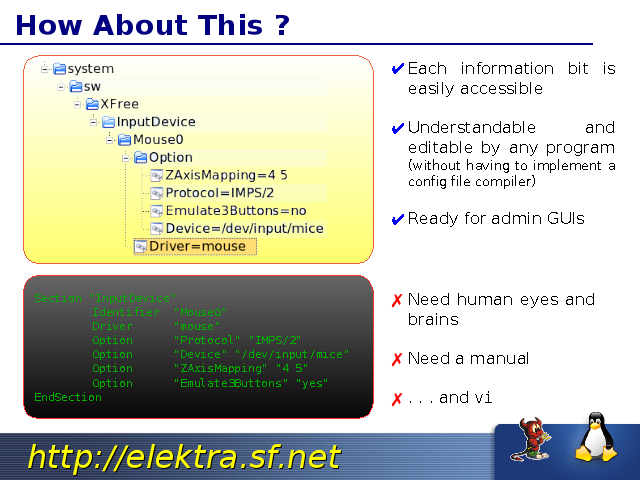 How About This ?
system
sw
XFree
InputDevice
Mouse0
Option
ZAxisMapping=4 5
Protocol=IMPS/2
Emulate3Buttons=no
Device=/dev/input/mice
Driver=mouse
✔ Each information bit is
easily accessible
✔ Understandable and
editable by any program
(without having to implement a
config file compiler)
✔ Ready for admin GUIs
Section "InputDevice"
Identifier "Mouse0"
Driver "mouse"
Option "Protocol" "IMPS/2"
Option "Device" "/dev/input/mice"
Option "ZAxisMapping" "4 5"
Option "Emulate3Buttons" "yes"
EndSection
✗ Need human eyes and
brains
✗ Need a manual
✗ . . . and vi
http://elektra.sf.net